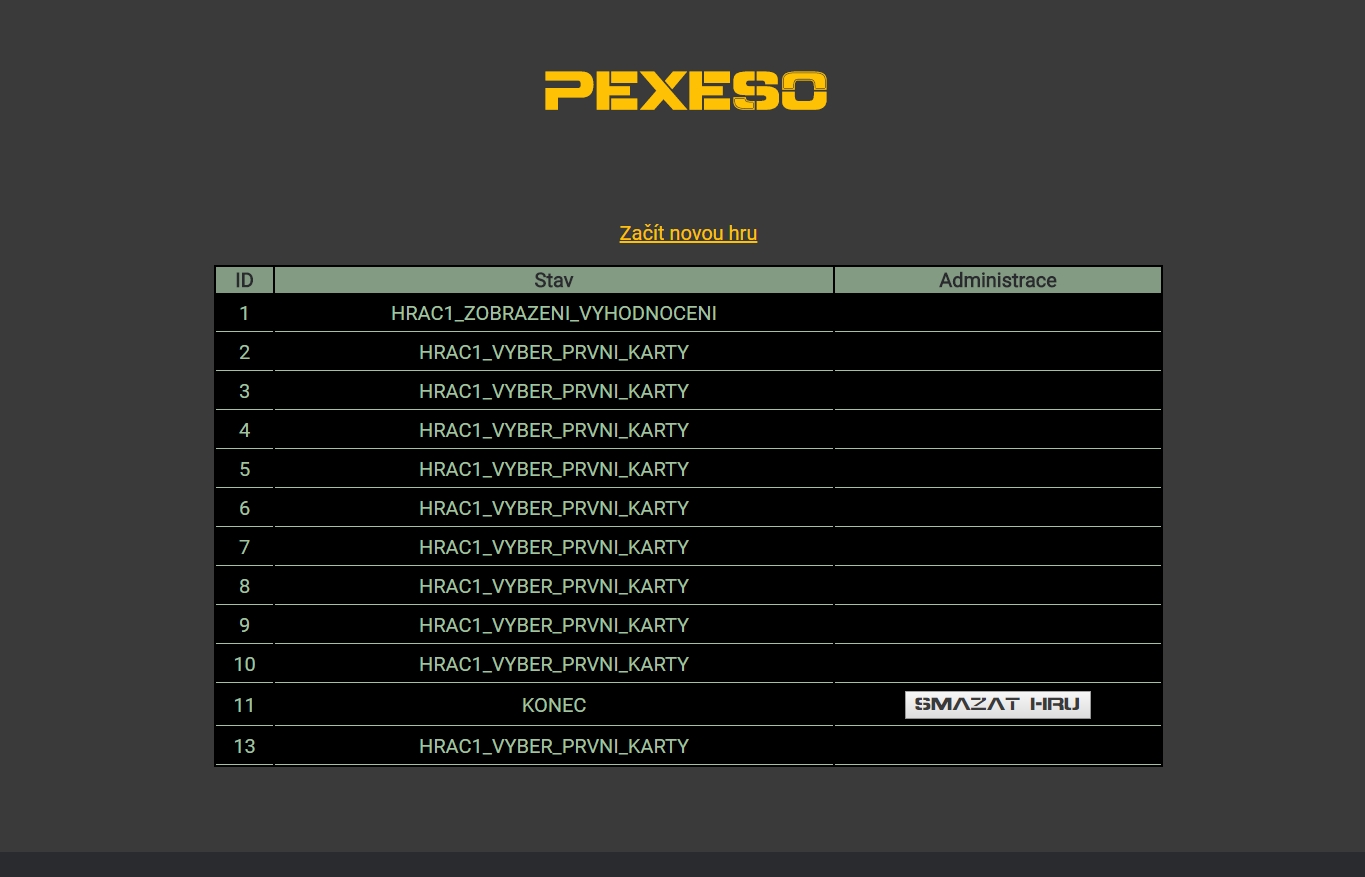 PEXESO
Začít novou hru
ID Stav Administrace
1 HRAC1_ZOBRAZENI_VYHODNOCENI
2 HRAC1_VYBER_PRVNI_KARTY
3 HRAC1_VYBER_PRVNI_KARTY
4 HRAC1_VYBER_PRVNI_KARTY
5 HRAC1_VYBER_PRVNI_KARTY
6 HRAC1_VYBER_PRVNI_KARTY
7 HRAC1_VYBER_PRVNI_KARTY
8 HRAC1_VYBER_PRVNI_KARTY
9 HRAC1_VYBER_PRVNI_KARTY
10 HRAC1_VYBER_PRVNI_KARTY
11 KONEC SMAZAT HRU
13 HRAC1_VYBER_PRVNI_KARTY